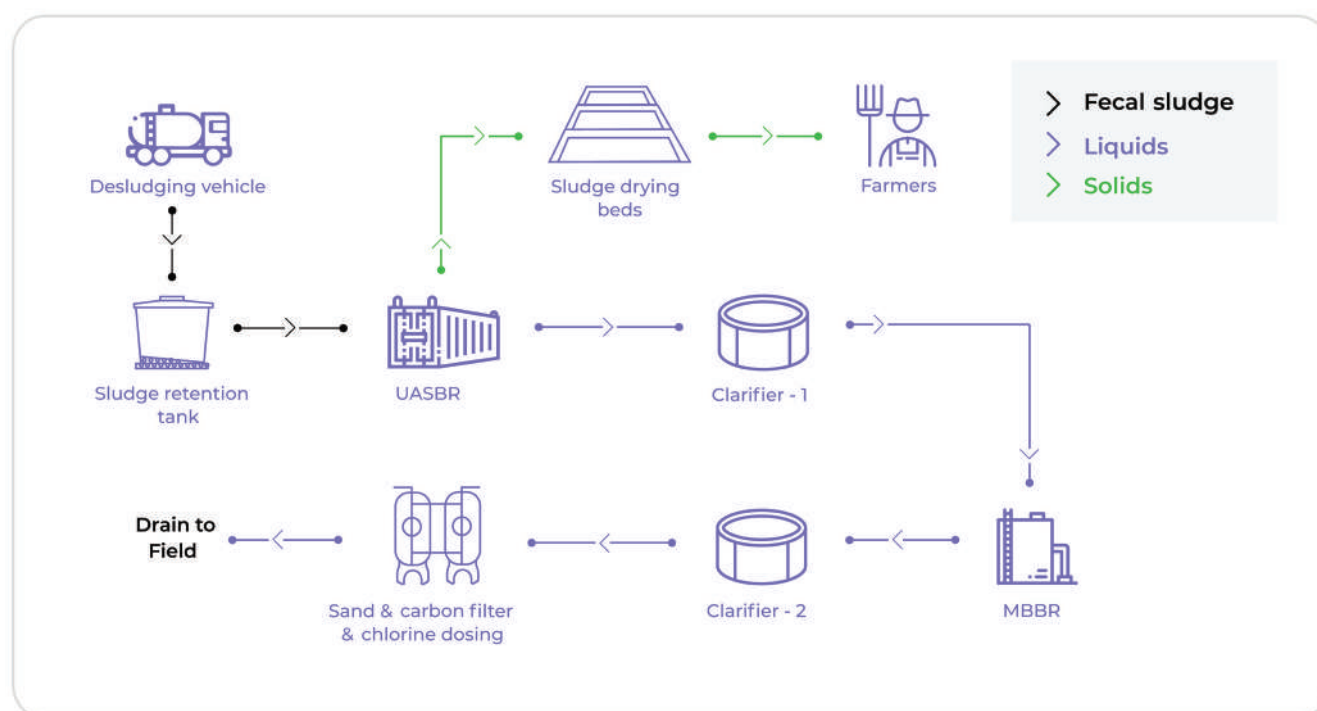 Fecal sludge
Liquids
Solids
Desludging vehicle
Sludge drying
beds
Farmers
Sludge retention
tank
UASBR
Clarifier - 1
Drain to
Field
Sand & carbon filter
& chlorine dosing
Clarifier - 2
MBBR